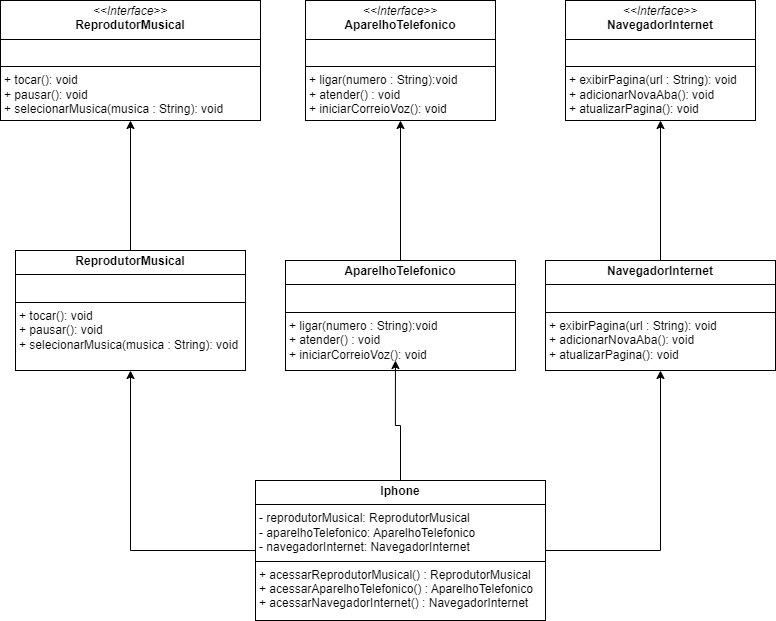 <<Interface>>
ReprodutorMusical
+ tocar(): void
+ pausar(): void
+ selecionarMusica(musica : String): void
<<Interface>>
AparelhoTelefonico
+ ligar(numero : String):void
+ atender() : void
+ iniciarCorreioVoz(): void
<<Interface>>
NavegadorInternet
+ exibirPagina(url : String): void
+ adicionarNovaAba(): void
+ atualizarPagina(): void
ReprodutorMusical
+ tocar(): void
+ pausar(): void
+ selecionarMusica(musica : String): void
AparelhoTelefonico
+ ligar(numero : String):void
+ atender() : void
+ iniciarCorreioVoz(): void
NavegadorInternet
+ exibirPagina(url : String): void
+ adicionarNovaAba(): void
+ atualizarPagina(): void
Iphone
- reprodutorMusical: ReprodutorMusical
- aparelhoTelefonico: AparelhoTelefonico
- navegadorInternet: NavegadorInternet
+ acessarReprodutorMusical() : ReprodutorMusical
+ acessarAparelhoTelefonico() : AparelhoTelefonico
+ acessarNavegadorInternet() : NavegadorInternet